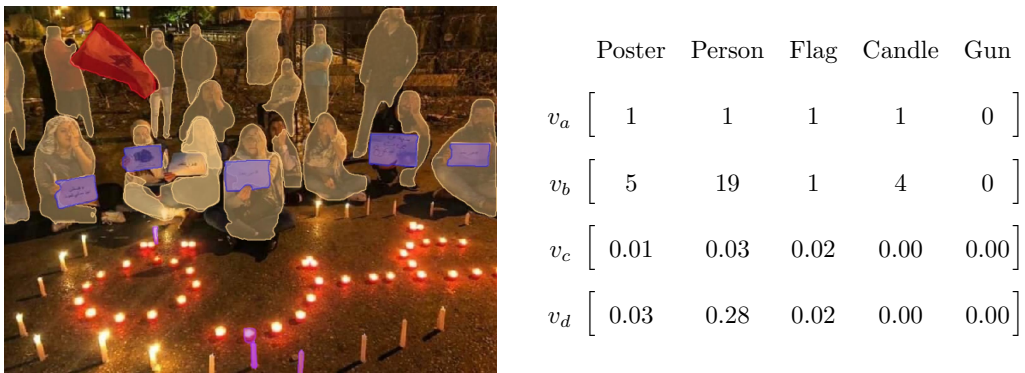 Poster Person Flag Candle Gun
v_a [ 1 1 1 1 0 ]
v_b [ 5 19 1 4 0 ]
v_c [ 0.01 0.03 0.02 0.00 0.00 ]
v_d [ 0.03 0.28 0.02 0.00 0.00 ]